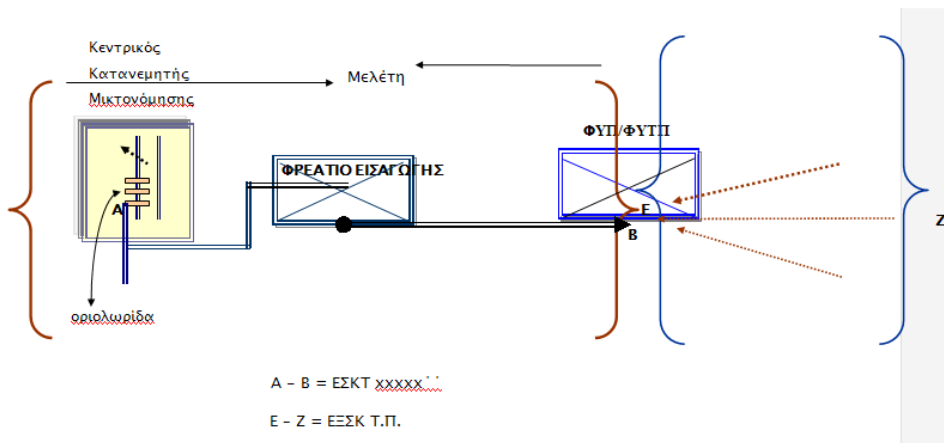 Κεντρικός
Κατανεμητής
Μικτονόμησης
Μελέτη
ΦΥΠ/ΦΥΤΠ
ΦΡΕΑΤΙΟ ΕΙΣΑΓΩΓΗΣ
Α
Ε
Β
Ζ
οριολωρίδα
Α – Β = ΕΣΚΤ xxxxx˙˙
Ε – Ζ = ΕΞΣΚ Τ.Π.